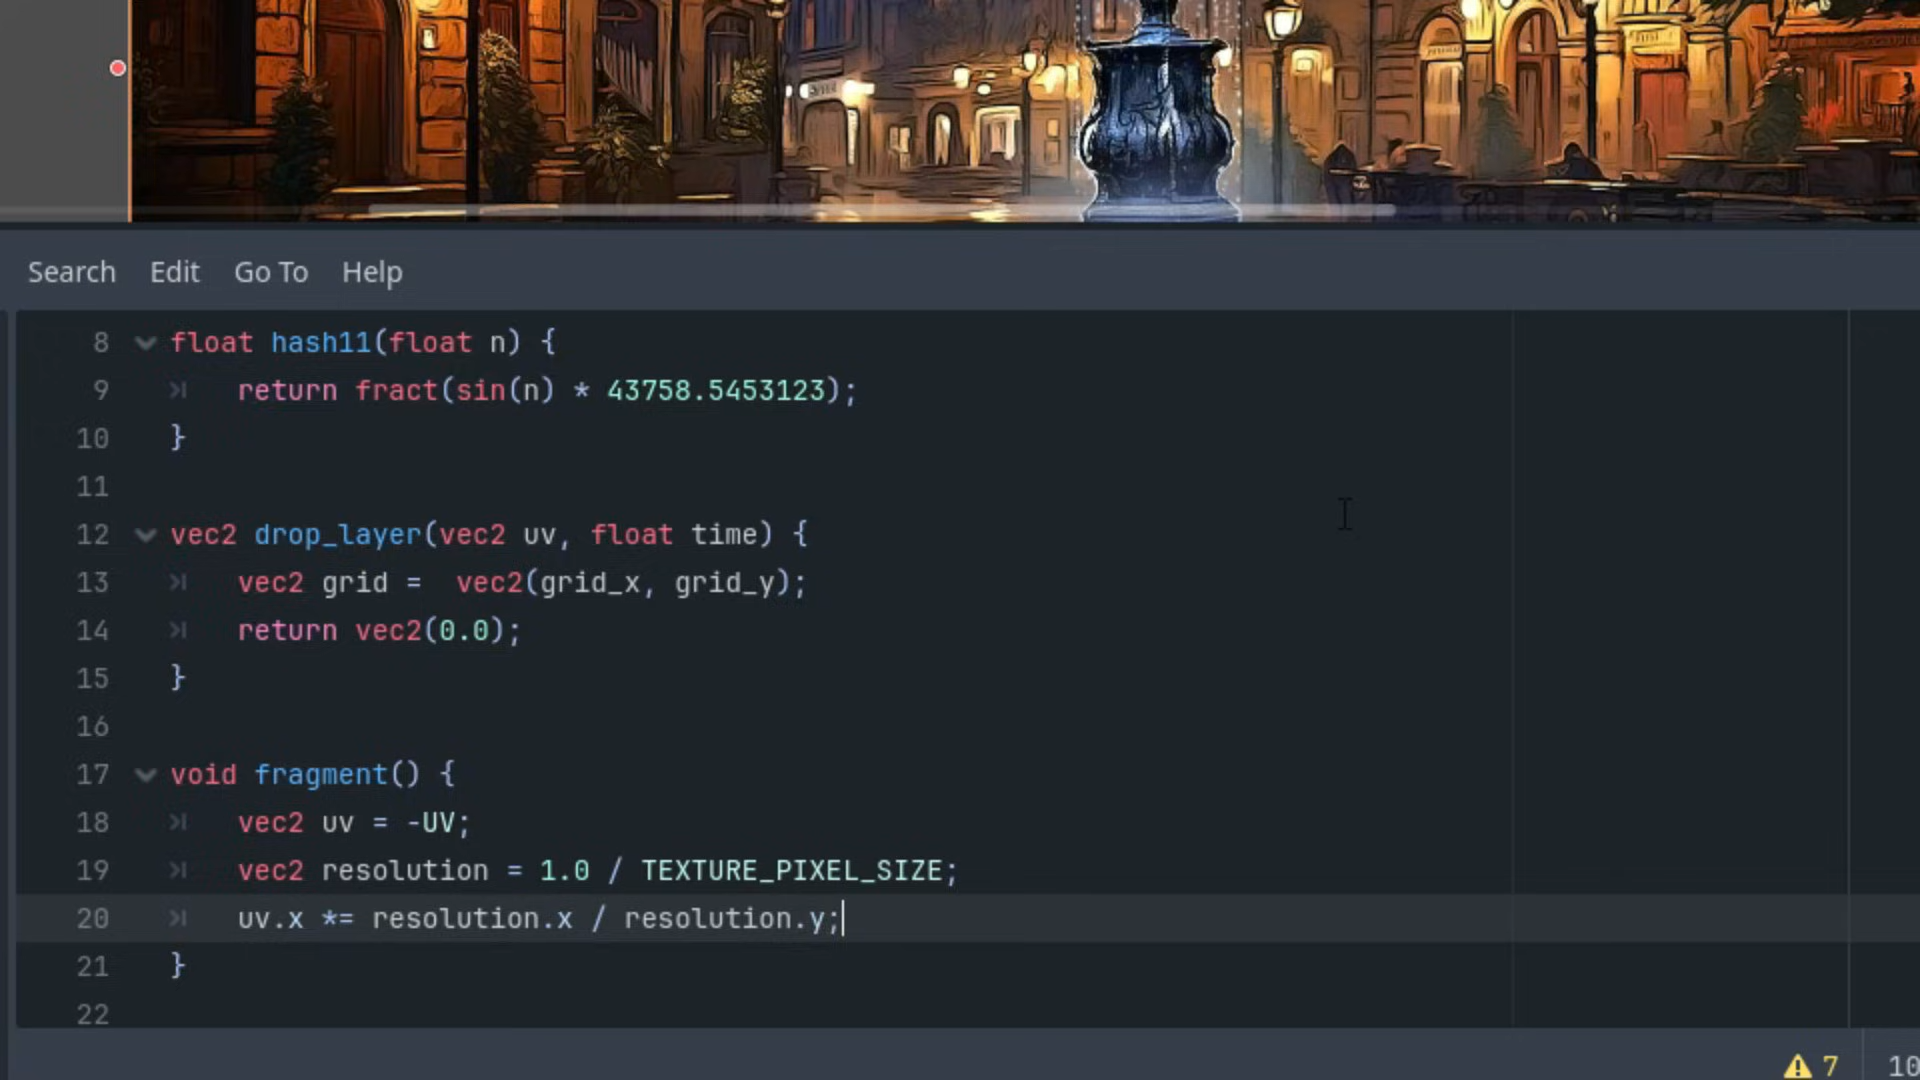 Search Edit Go To Help
8 float hash11(float n) {
9 return fract(sin(n) * 43758.5453123);
10 }
11
12 vec2 drop_layer(vec2 uv, float time) {
13 vec2 grid =  vec2(grid_x, grid_y);
14 return vec2(0.0);
15 }
16
17 void fragment() {
18 vec2 uv = -UV;
19 vec2 resolution = 1.0 / TEXTURE_PIXEL_SIZE;
20 uv.x *= resolution.x / resolution.y;
21 }
22
7 10